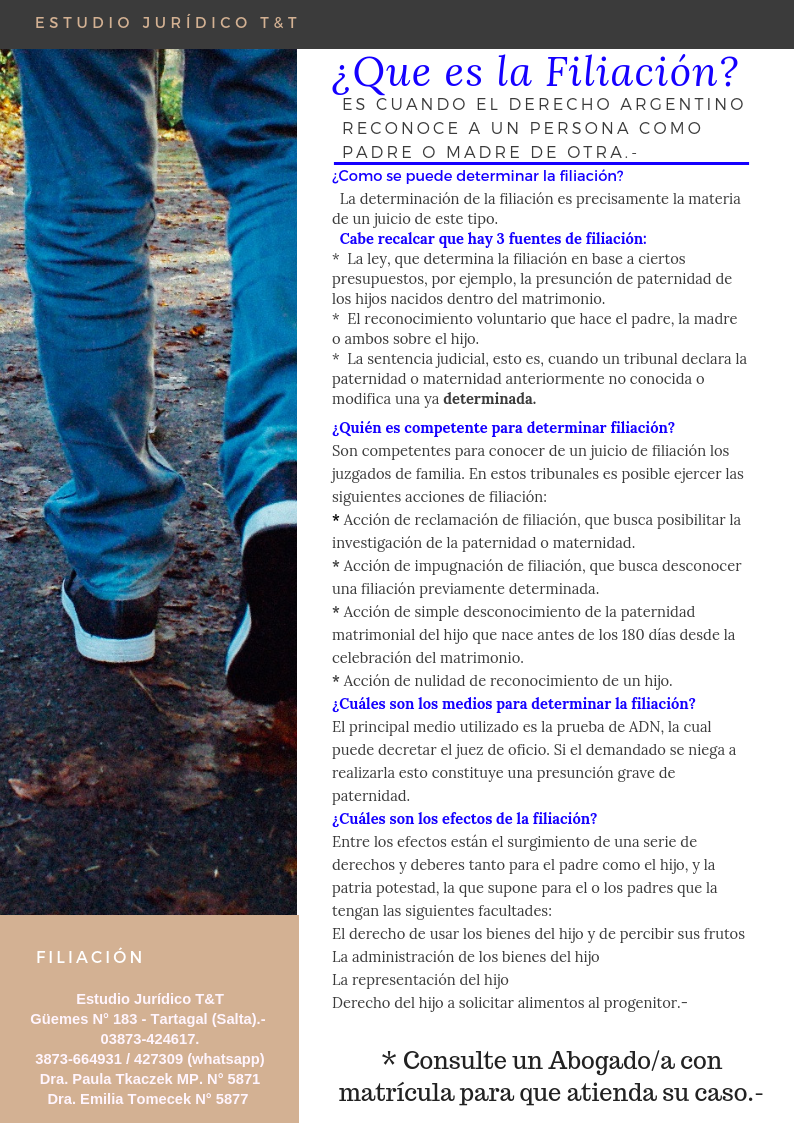 ESTUDIO JURÍDICO T&T
¿Que es la Filiación?
ES CUANDO EL DERECHO ARGENTINO
RECONOCE A UN PERSONA COMO
PADRE O MADRE DE OTRA.-
¿Como se puede determinar la filiación?
La determinación de la filiación es precisamente la materia
de un juicio de este tipo.
Cabe recalcar que hay 3 fuentes de filiación:
* La ley, que determina la filiación en base a ciertos
presupuestos, por ejemplo, la presunción de paternidad de
los hijos nacidos dentro del matrimonio.
* El reconocimiento voluntario que hace el padre, la madre
o ambos sobre el hijo.
* La sentencia judicial, esto es, cuando un tribunal declara la
paternidad o maternidad anteriormente no conocida o
modifica una ya determinada.
¿Quién es competente para determinar filiación?
Son competentes para conocer de un juicio de filiación los
juzgados de familia. En estos tribunales es posible ejercer las
siguientes acciones de filiación:
* Acción de reclamación de filiación, que busca posibilitar la
investigación de la paternidad o maternidad.
* Acción de impugnación de filiación, que busca desconocer
una filiación previamente determinada.
* Acción de simple desconocimiento de la paternidad
matrimonial del hijo que nace antes de los 180 días desde la
celebración del matrimonio.
* Acción de nulidad de reconocimiento de un hijo.
¿Cuáles son los medios para determinar la filiación?
El principal medio utilizado es la prueba de ADN, la cual
puede decretar el juez de oficio. Si el demandado se niega a
realizarla esto constituye una presunción grave de
paternidad.
¿Cuáles son los efectos de la filiación?
Entre los efectos están el surgimiento de una serie de
derechos y deberes tanto para el padre como el hijo, y la
patria potestad, la que supone para el o los padres que la
tengan las siguientes facultades:
El derecho de usar los bienes del hijo y de percibir sus frutos
La administración de los bienes del hijo
La representación del hijo
Derecho del hijo a solicitar alimentos al progenitor.-
* Consulte un Abogado/a con
matrícula para que atienda su caso.-
FILIACIÓN
Estudio Jurídico T&T
Güemes N° 183 - Tartagal (Salta).-
03873-424617.
3873-664931 / 427309 (whatsapp)
Dra. Paula Tkaczek MP. N° 5871
Dra. Emilia Tomecek N° 5877